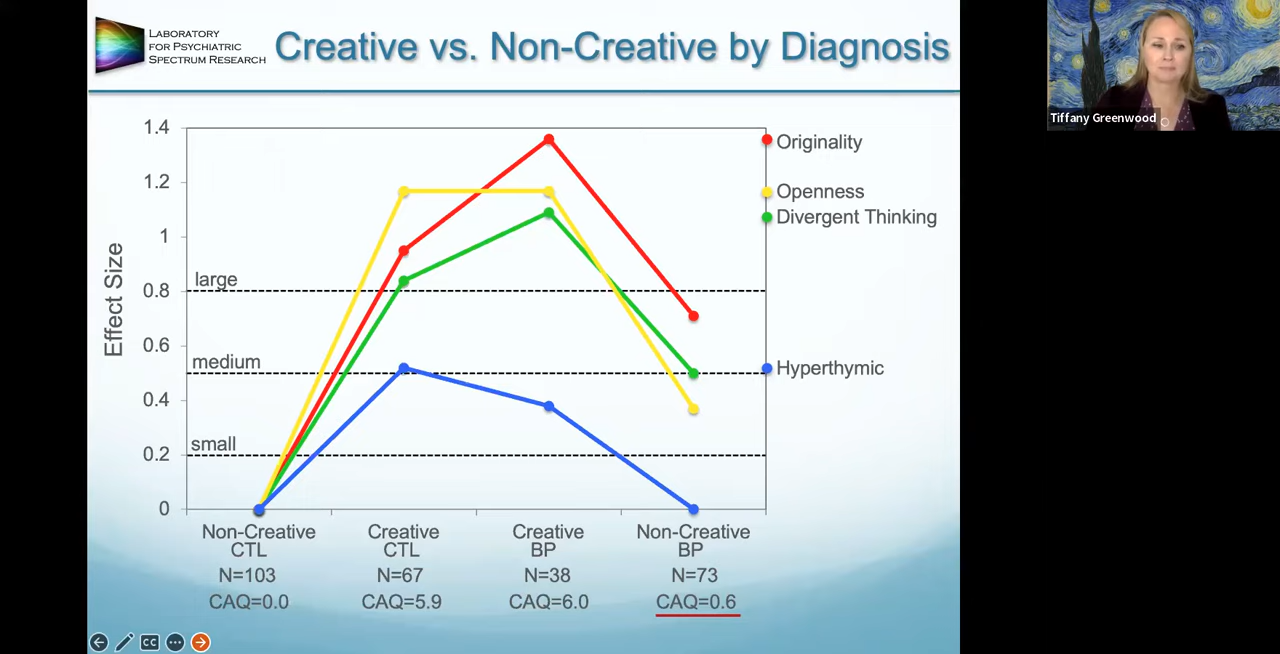 LABORATORY
FOR PSYCHIATRIC
SPECTRUM RESEARCH
Creative vs. Non-Creative by Diagnosis
Tiffany Greenwood
Effect Size
1.4
1.2
1
0.8
0.6
0.4
0.2
0
large
medium
small
Originality
Openness
Divergent Thinking
Hyperthymic
Non-Creative Creative Creative Non-Creative
CTL CTL BP BP
N=103 N=67 N=38 N=73
CAQ=0.0 CAQ=5.9 CAQ=6.0 CAQ=0.6
CC